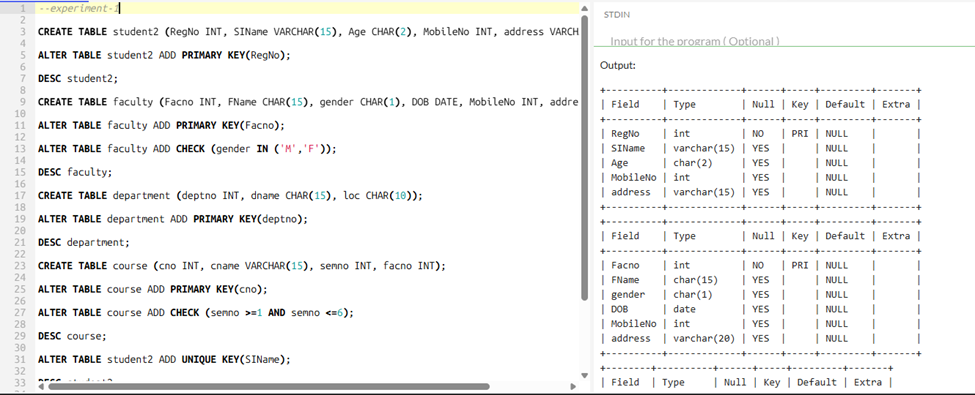 1 --experiment-1
2
3 CREATE TABLE student2 (RegNo INT, SIName VARCHAR(15), Age CHAR(2), MobileNo INT, address VARCH
4
5 ALTER TABLE student2 ADD PRIMARY KEY(RegNo);
6
7 DESC student2;
8
9 CREATE TABLE faculty (Facno INT, FName CHAR(15), gender CHAR(1), DOB DATE, MobileNo INT, addre
10
11 ALTER TABLE faculty ADD PRIMARY KEY(Facno);
12
13 ALTER TABLE faculty ADD CHECK (gender IN ('M','F'));
14
15 DESC faculty;
16
17 CREATE TABLE department (deptno INT, dname CHAR(15), loc CHAR(10));
18
19 ALTER TABLE department ADD PRIMARY KEY(deptno);
20
21 DESC department;
22
23 CREATE TABLE course (cno INT, cname VARCHAR(15), semno INT, facno INT);
24
25 ALTER TABLE course ADD PRIMARY KEY(cno);
26
27 ALTER TABLE course ADD CHECK (semno >=1 AND semno <=6);
28
29 DESC course;
30
31 ALTER TABLE student2 ADD UNIQUE KEY(SIName);
32
33
STDIN
Input for the program ( Optional )
Output:
+----------+-------------+------+-----+---------+-------+
| Field | Type | Null | Key | Default | Extra |
+----------+-------------+------+-----+---------+-------+
| RegNo | int | NO | PRI | NULL | |
| SIName | varchar(15) | YES | | NULL | |
| Age | char(2) | YES | | NULL | |
| MobileNo | int | YES | | NULL | |
| address | varchar(15) | YES | | NULL | |
+----------+-------------+------+-----+---------+-------+
+----------+-------------+------+-----+---------+-------+
| Field | Type | Null | Key | Default | Extra |
+----------+-------------+------+-----+---------+-------+
| Facno | int | NO | PRI | NULL | |
| FName | char(15) | YES | | NULL | |
| gender | char(1) | YES | | NULL | |
| DOB | date | YES | | NULL | |
| MobileNo | int | YES | | NULL | |
| address | varchar(20) | YES | | NULL | |
+----------+-------------+------+-----+---------+-------+
+--------+----------+------+-----+---------+-------+
| Field | Type | Null | Key | Default | Extra |